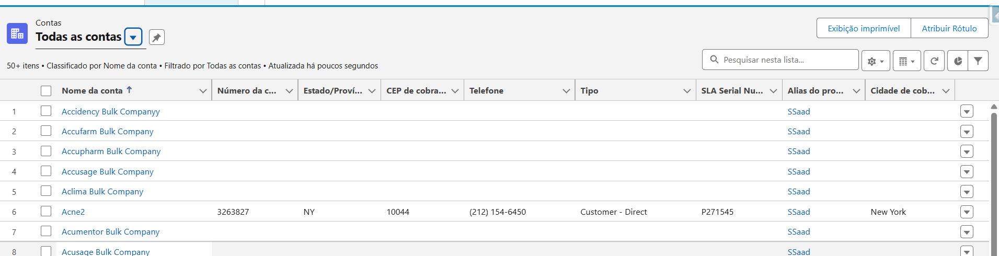 Contas
Todas as contas
Exibição imprimível Atribuir Rótulo
50+ itens • Classificado por Nome da conta • Filtrado por Todas as contas • Atualizada há poucos segundos
Pesquisar nesta lista...
Nome da conta Número da c... Estado/Proví... CEP de cobra... Telefone Tipo SLA Serial Nu... Alias do pro... Cidade de cob...
1 Accidency Bulk Companyy SSaad
2 Accufarm Bulk Company SSaad
3 Accupharm Bulk Company SSaad
4 Accusage Bulk Company SSaad
5 Aclima Bulk Company SSaad
6 Acne2 3263827 NY 10044 (212) 154-6450 Customer - Direct P271545 SSaad New York
7 Acumentor Bulk Company SSaad
8 Acusage Bulk Company SSaad